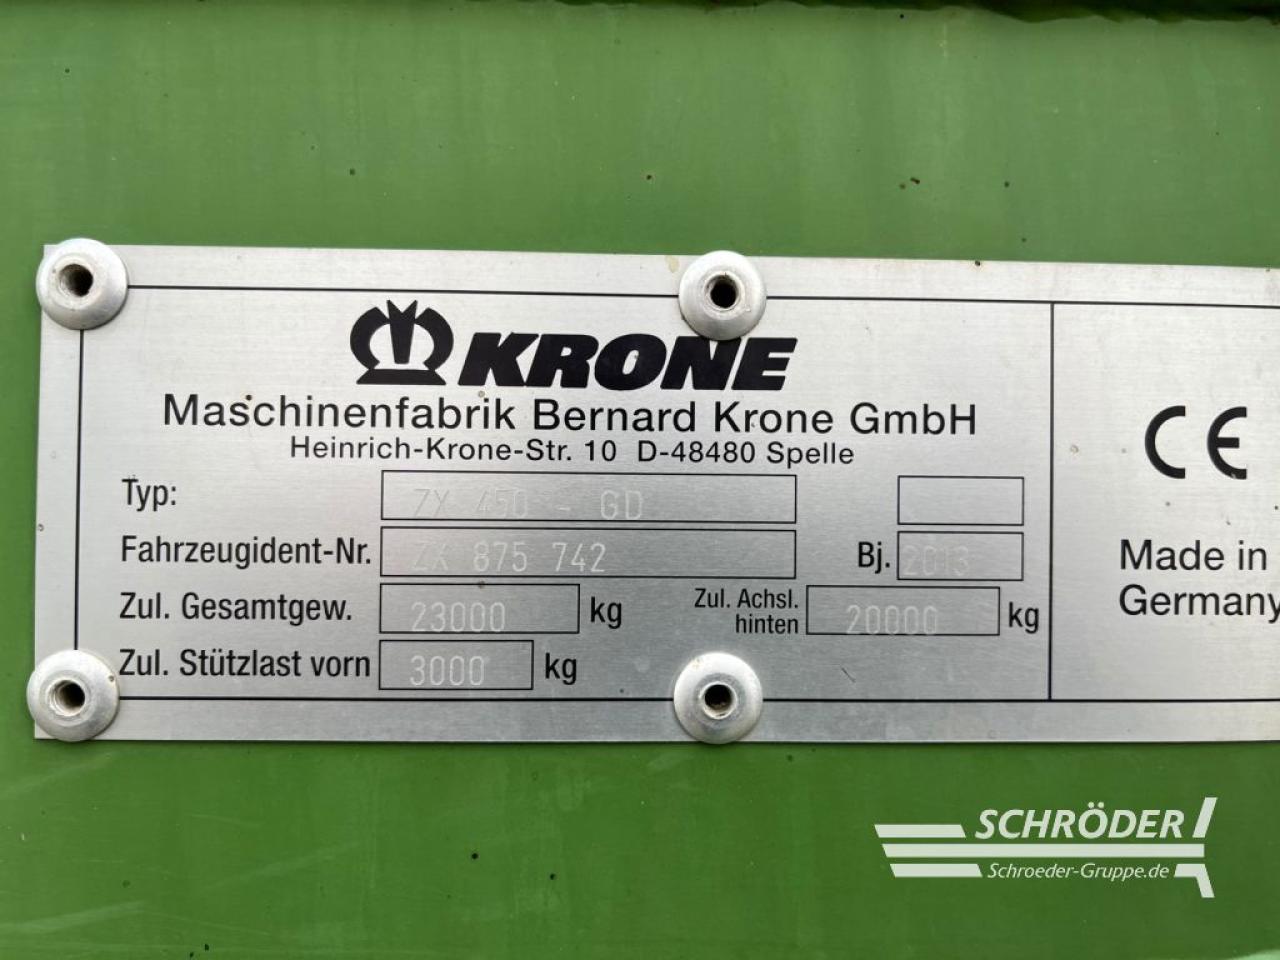 KRONE
Maschinenfabrik Bernard Krone GmbH
Heinrich-Krone-Str. 10 D-48480 Spelle
Typ: ZX 450 - GD
Fahrzeugident-Nr. ZX 875 742 Bj. 2013
Zul. Gesamtgew. 23000 kg Zul. Achsl. hinten 20000 kg
Zul. Stützlast vorn 3000 kg
CE
Made in
Germany
SCHRÖDER
Schroeder-Gruppe.de